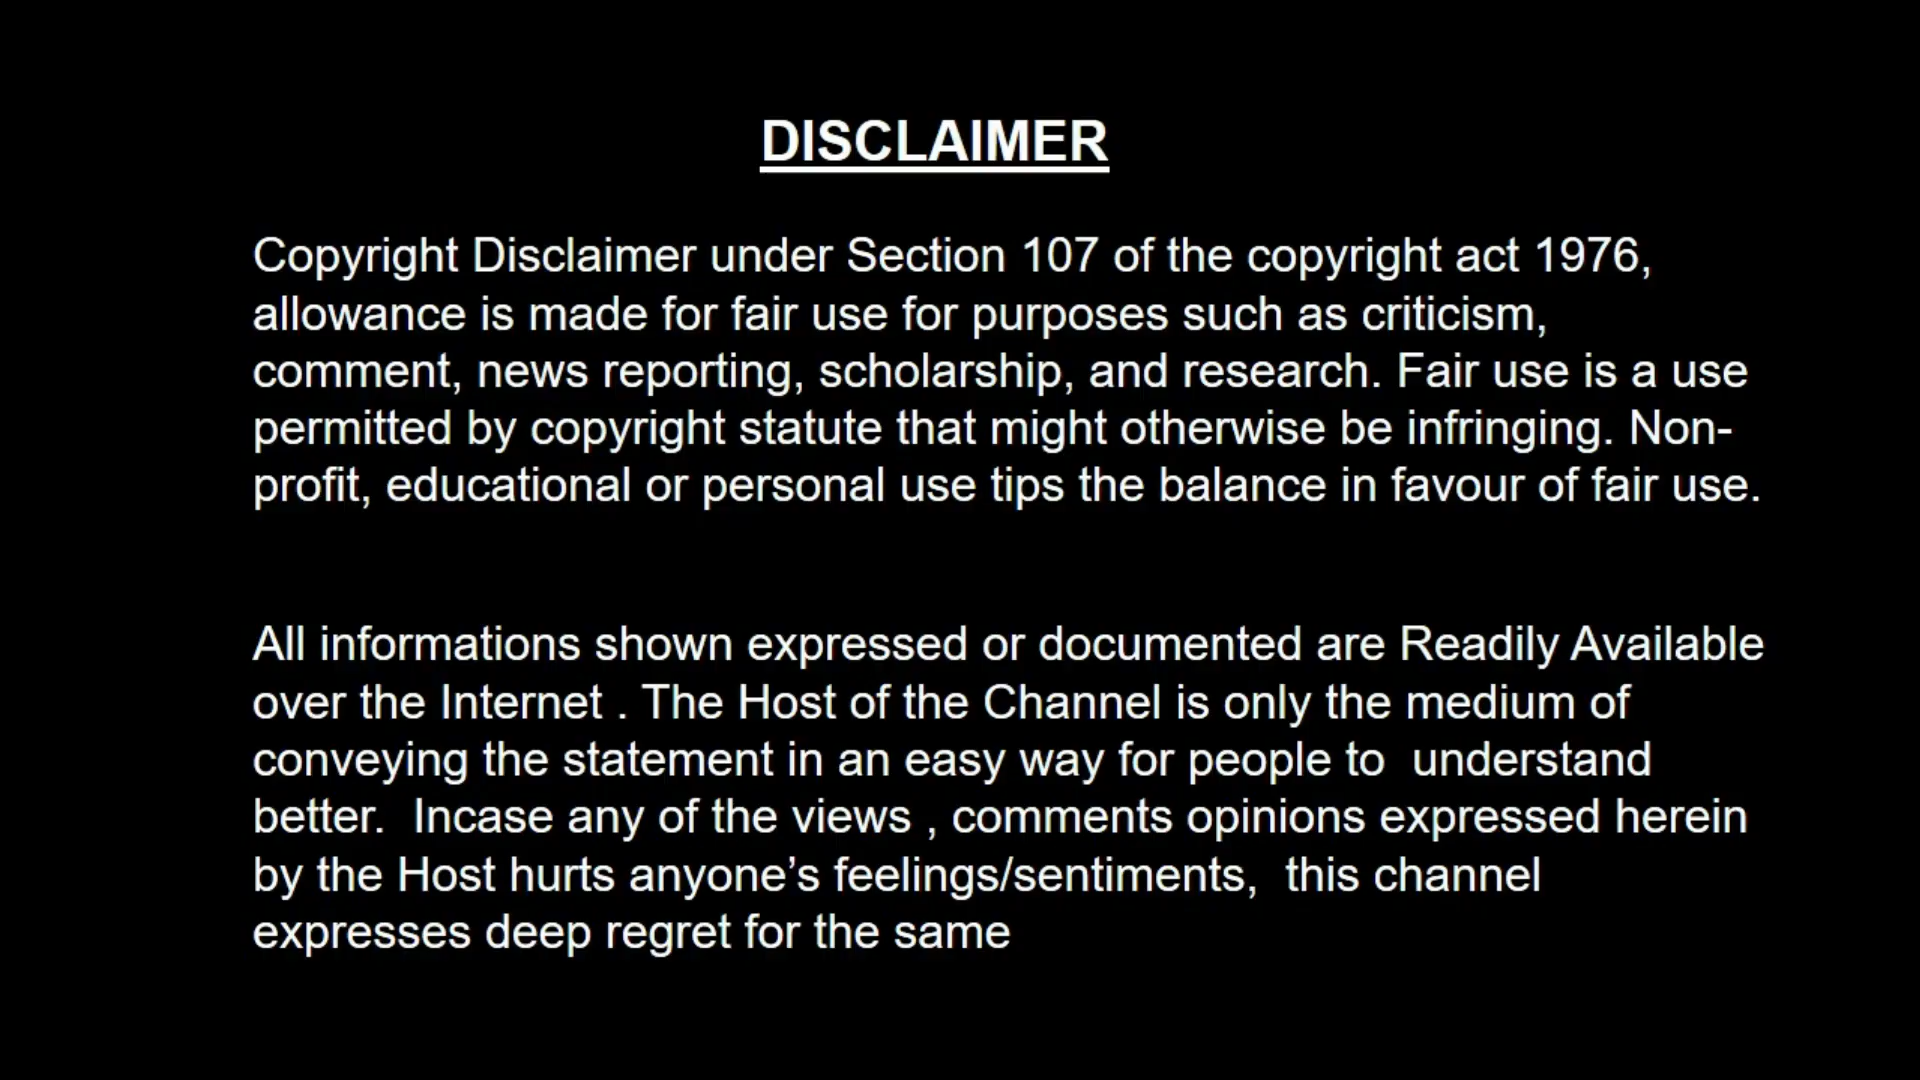 DISCLAIMER
Copyright Disclaimer under Section 107 of the copyright act 1976,
allowance is made for fair use for purposes such as criticism,
comment, news reporting, scholarship, and research. Fair use is a use
permitted by copyright statute that might otherwise be infringing. Non-
profit, educational or personal use tips the balance in favour of fair use.
All informations shown expressed or documented are Readily Available
over the Internet . The Host of the Channel is only the medium of
conveying the statement in an easy way for people to  understand
better.  Incase any of the views , comments opinions expressed herein
by the Host hurts anyone’s feelings/sentiments,  this channel
expresses deep regret for the same